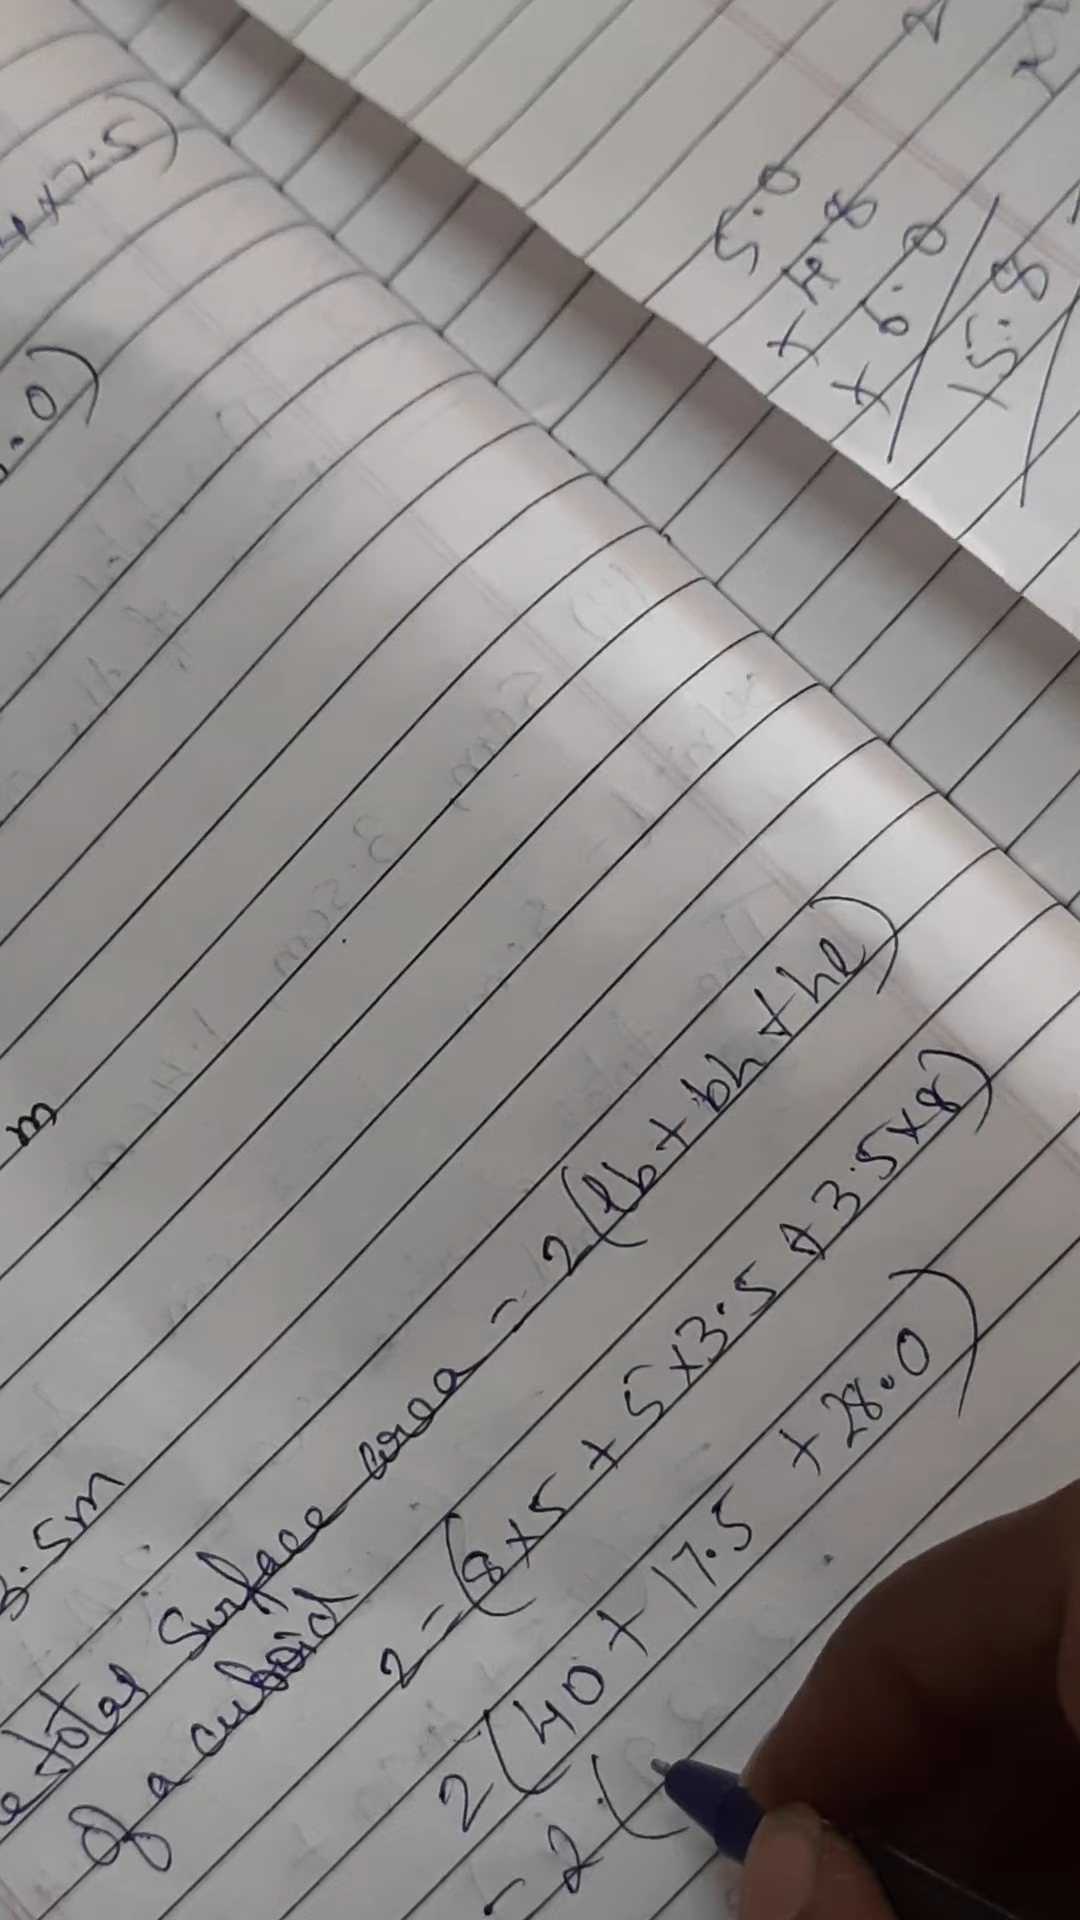 4x7.5)
.0)
5.0
+ 4.8
+ 6.0
15.8
m
3.5m
total Surface area = 2(lb + bh + hl)
of a cuboid
2 = (8x5 + 5x3.5 + 3.5x8)
2(40 + 17.5 + 28.0)
= 2(